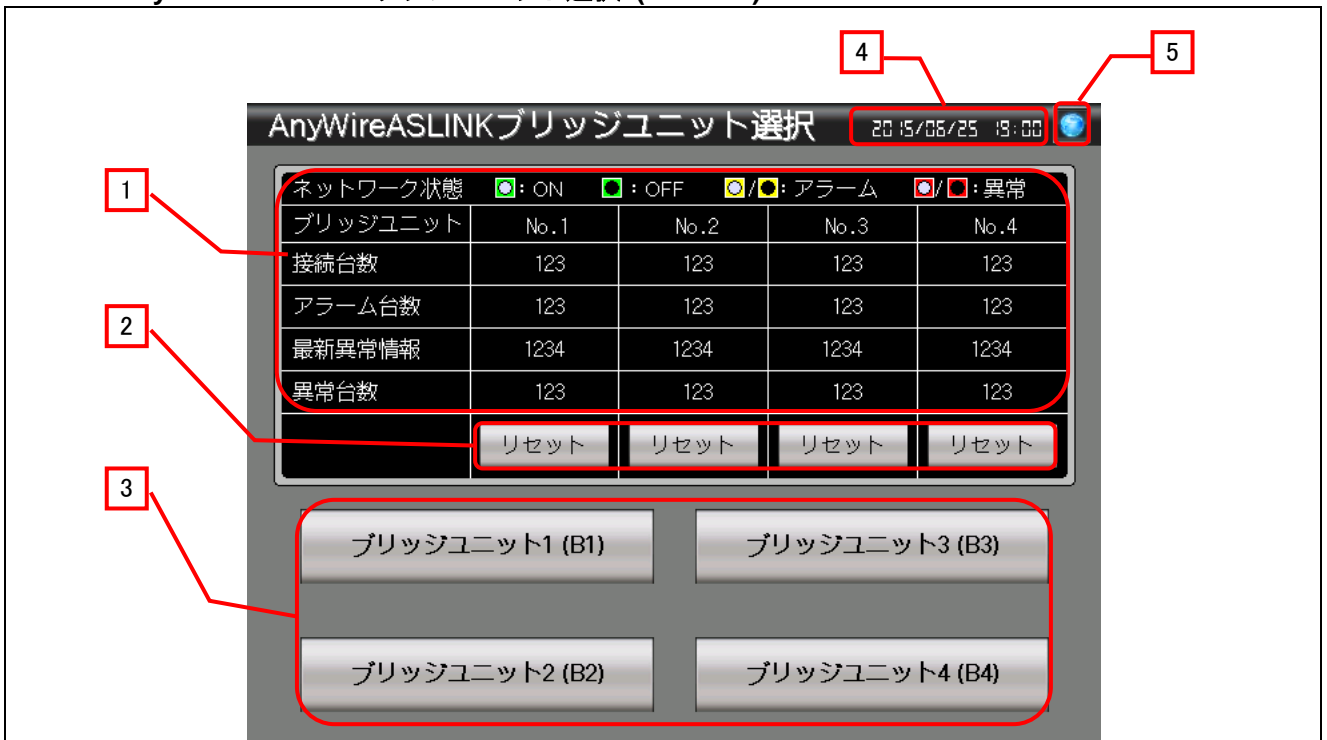 4
5
AnyWireASLINKブリッジユニット選択 2015/06/25 19:00
1
ネットワーク状態 : ON : OFF / : アラーム / : 異常
ブリッジユニット No.1 No.2 No.3 No.4
接続台数 123 123 123 123
アラーム台数 123 123 123 123
2
最新異常情報 1234 1234 1234 1234
異常台数 123 123 123 123
リセット リセット リセット リセット
3
ブリッジユニット1 (B1) ブリッジユニット3 (B3)
ブリッジユニット2 (B2) ブリッジユニット4 (B4)